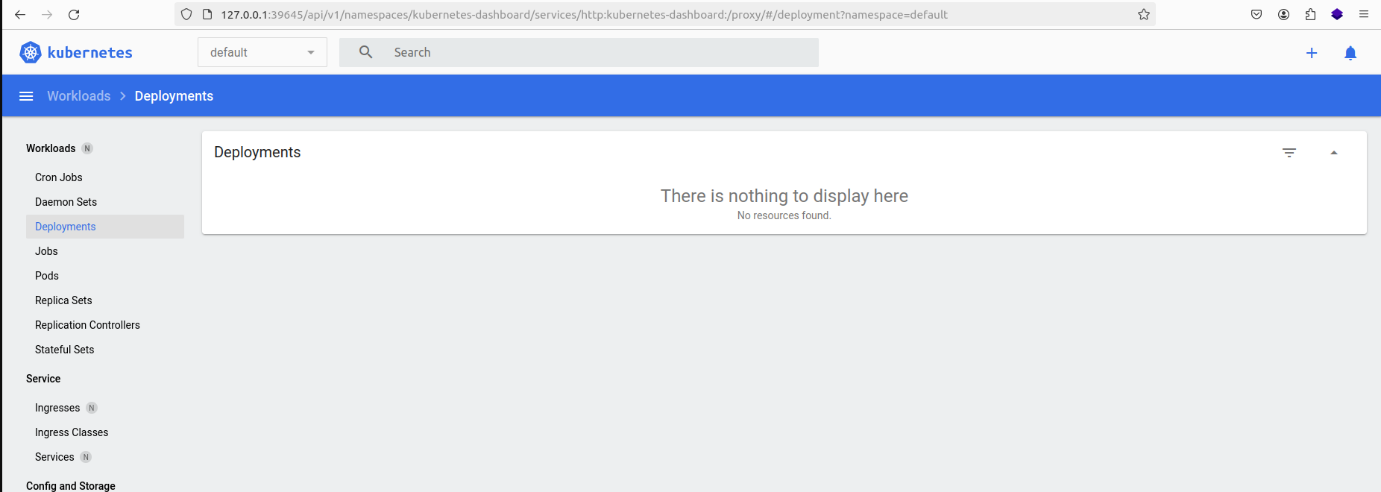 127.0.0.1:39645/api/v1/namespaces/kubernetes-dashboard/services/http:kubernetes-dashboard:/proxy/#/deployment?namespace=default
kubernetes
default
Search
Workloads > Deployments
Workloads N
Cron Jobs
Daemon Sets
Deployments
Jobs
Pods
Replica Sets
Replication Controllers
Stateful Sets
Service
Ingresses N
Ingress Classes
Services N
Config and Storage
Deployments
There is nothing to display here
No resources found.